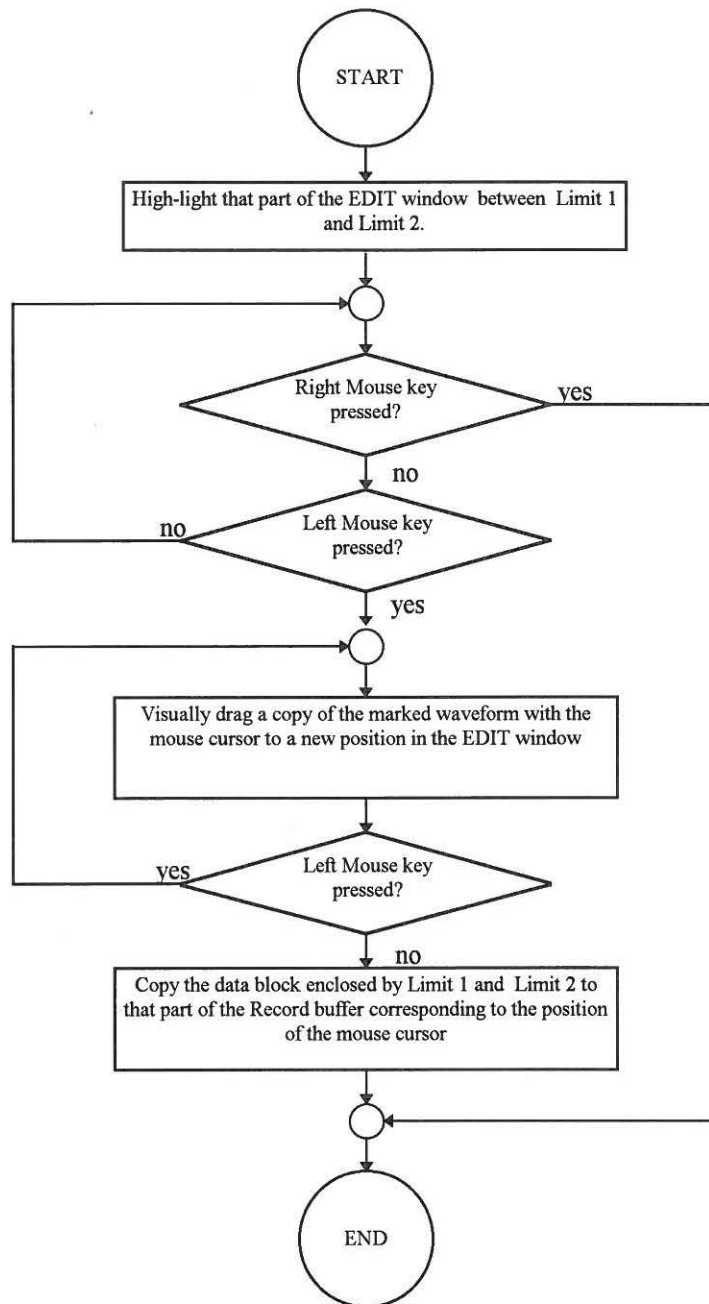 START
High-light that part of the EDIT window between Limit 1
and Limit 2.
Right Mouse key
pressed?
yes
no
Left Mouse key
pressed?
no
yes
Visually drag a copy of the marked waveform with the
mouse cursor to a new position in the EDIT window
Left Mouse key
pressed?
yes
no
Copy the data block enclosed by Limit 1 and Limit 2 to
that part of the Record buffer corresponding to the position
of the mouse cursor
END